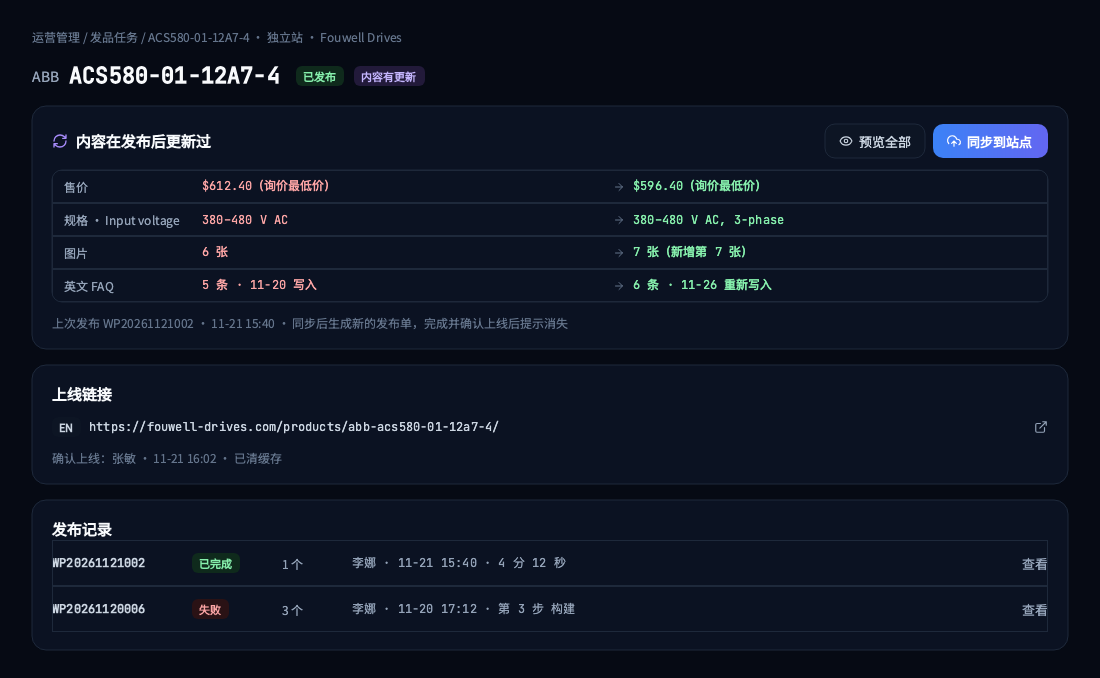 运营管理 / 发品任务 / ACS580-01-12A7-4 · 独立站 · Fouwell Drives
ABB ACS580-01-12A7-4 已发布 内容有更新
内容在发布后更新过 预览全部 同步到站点
售价 $612.40 (询价最低价) → $596.40 (询价最低价)
规格 · Input voltage 380–480 V AC → 380–480 V AC, 3-phase
图片 6 张 → 7 张 (新增第 7 张)
英文 FAQ 5 条 · 11-20 写入 → 6 条 · 11-26 重新写入
上次发布 WP20261121002 · 11-21 15:40 · 同步后生成新的发布单，完成并确认上线后提示消失
上线链接
EN https://fouwell-drives.com/products/abb-acs580-01-12a7-4/
确认上线：张敏 · 11-21 16:02 · 已清缓存
发布记录
WP20261121002 已完成 1 个 李娜 · 11-21 15:40 · 4 分 12 秒 查看
WP20261120006 失败 3 个 李娜 · 11-20 17:12 · 第 3 步 构建 查看